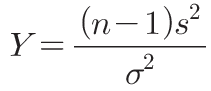 Y = (n − 1)s² / σ²